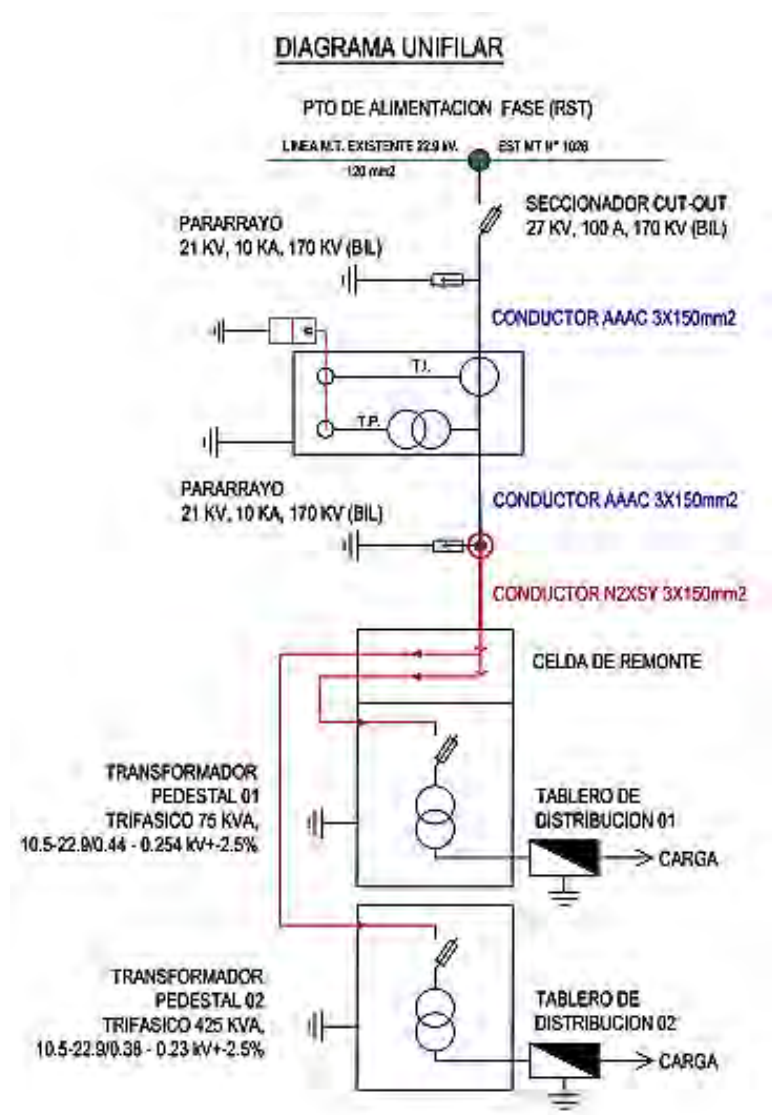 DIAGRAMA UNIFILAR
PTO DE ALIMENTACION FASE (RST)
LINEA M.T. EXISTENTE 22.9 kV. EST MT N° 1026
120 mm2
SECCIONADOR CUT-OUT
27 KV, 100 A, 170 KV (BIL)
PARARRAYO
21 KV, 10 KA, 170 KV (BIL)
CONDUCTOR AAAC 3X150mm2
T.I.
T.P.
PARARRAYO
21 KV, 10 KA, 170 KV (BIL)
CONDUCTOR AAAC 3X150mm2
CONDUCTOR N2XSY 3X150mm2
CELDA DE REMONTE
TRANSFORMADOR
PEDESTAL 01
TRIFASICO 75 KVA,
10.5-22.9/0.44 - 0.254 kV+-2.5%
TABLERO DE
DISTRIBUCION 01
CARGA
TRANSFORMADOR
PEDESTAL 02
TRIFASICO 425 KVA,
10.5-22.9/0.38 - 0.23 kV+-2.5%
TABLERO DE
DISTRIBUCION 02
CARGA